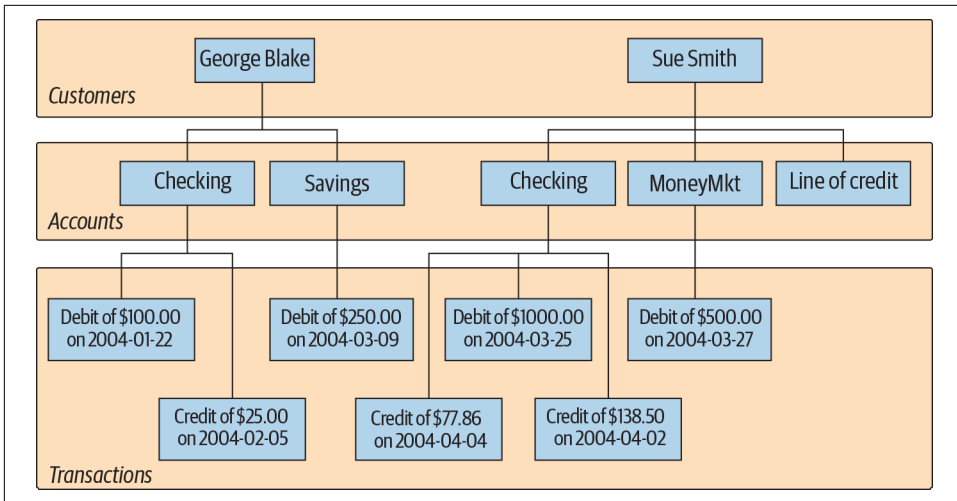 George Blake
Sue Smith
Customers
Checking
Savings
Checking
MoneyMkt
Line of credit
Accounts
Debit of $100.00
on 2004-01-22
Debit of $250.00
on 2004-03-09
Debit of $1000.00
on 2004-03-25
Debit of $500.00
on 2004-03-27
Credit of $25.00
on 2004-02-05
Credit of $77.86
on 2004-04-04
Credit of $138.50
on 2004-04-02
Transactions